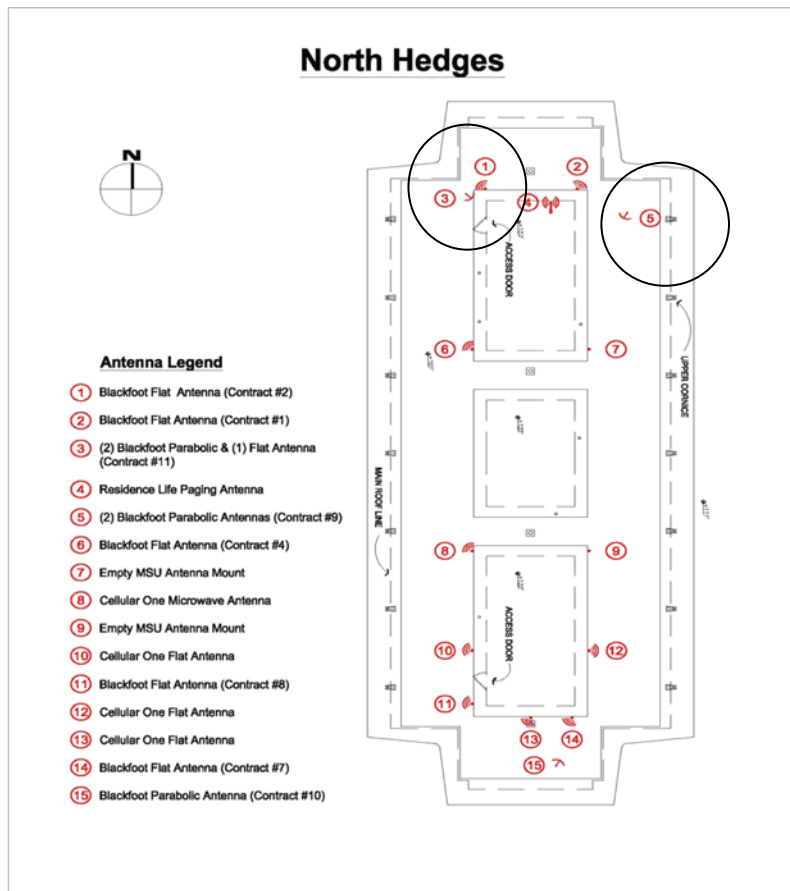 North Hedges
N
1
2
3
4
5
ACCESS DOOR
6
7
UPPER CORNICE
Antenna Legend
1 Blackfoot Flat Antenna (Contract #2)
2 Blackfoot Flat Antenna (Contract #1)
3 (2) Blackfoot Parabolic & (1) Flat Antenna
(Contract #11)
4 Residence Life Paging Antenna
5 (2) Blackfoot Parabolic Antennas (Contract #9)
6 Blackfoot Flat Antenna (Contract #4)
7 Empty MSU Antenna Mount
8 Cellular One Microwave Antenna
9 Empty MSU Antenna Mount
10 Cellular One Flat Antenna
11 Blackfoot Flat Antenna (Contract #8)
12 Cellular One Flat Antenna
13 Cellular One Flat Antenna
14 Blackfoot Flat Antenna (Contract #7)
15 Blackfoot Parabolic Antenna (Contract #10)
MAIN ROOF LINE
8
9
ACCESS DOOR
10
12
11
13
14
15